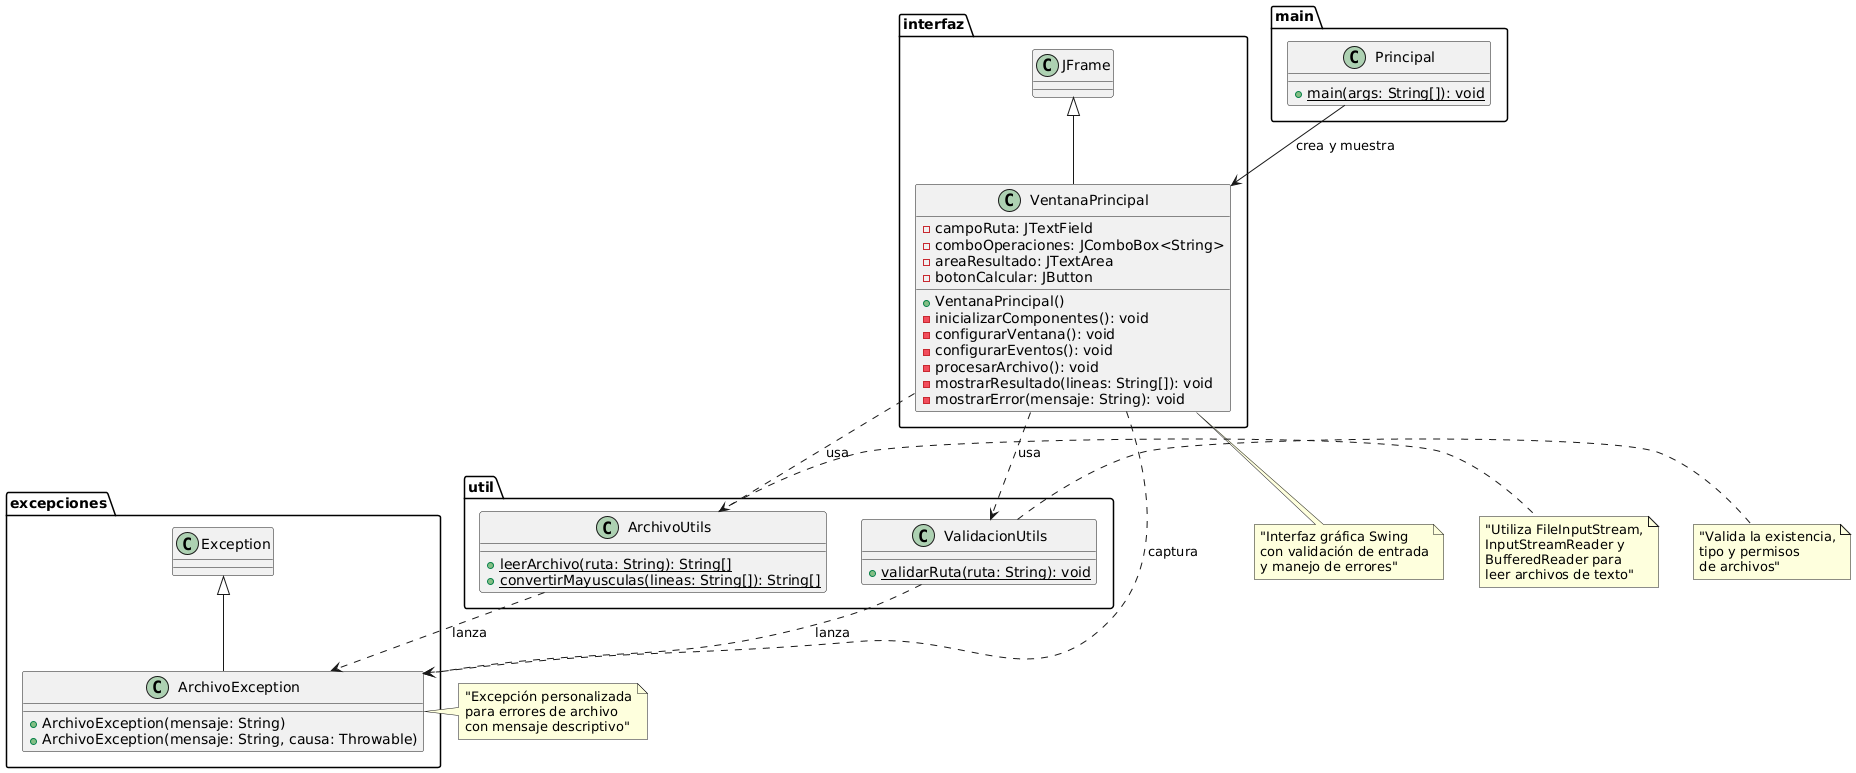 interfaz
C JFrame
C VentanaPrincipal
campoRuta: JTextField
comboOperaciones: JComboBox<String>
areaResultado: JTextArea
botonCalcular: JButton
VentanaPrincipal()
inicializarComponentes(): void
configurarVentana(): void
configurarEventos(): void
procesarArchivo(): void
mostrarResultado(lineas: String[]): void
mostrarError(mensaje: String): void
main
C Principal
main(args: String[]): void
crea y muestra
usa
usa
captura
util
C ArchivoUtils
leerArchivo(ruta: String): String[]
convertirMayusculas(lineas: String[]): String[]
C ValidacionUtils
validarRuta(ruta: String): void
"Interfaz gráfica Swing
con validación de entrada
y manejo de errores"
"Utiliza FileInputStream,
InputStreamReader y
BufferedReader para
leer archivos de texto"
"Valida la existencia,
tipo y permisos
de archivos"
lanza
lanza
excepciones
C Exception
C ArchivoException
ArchivoException(mensaje: String)
ArchivoException(mensaje: String, causa: Throwable)
"Excepción personalizada
para errores de archivo
con mensaje descriptivo"